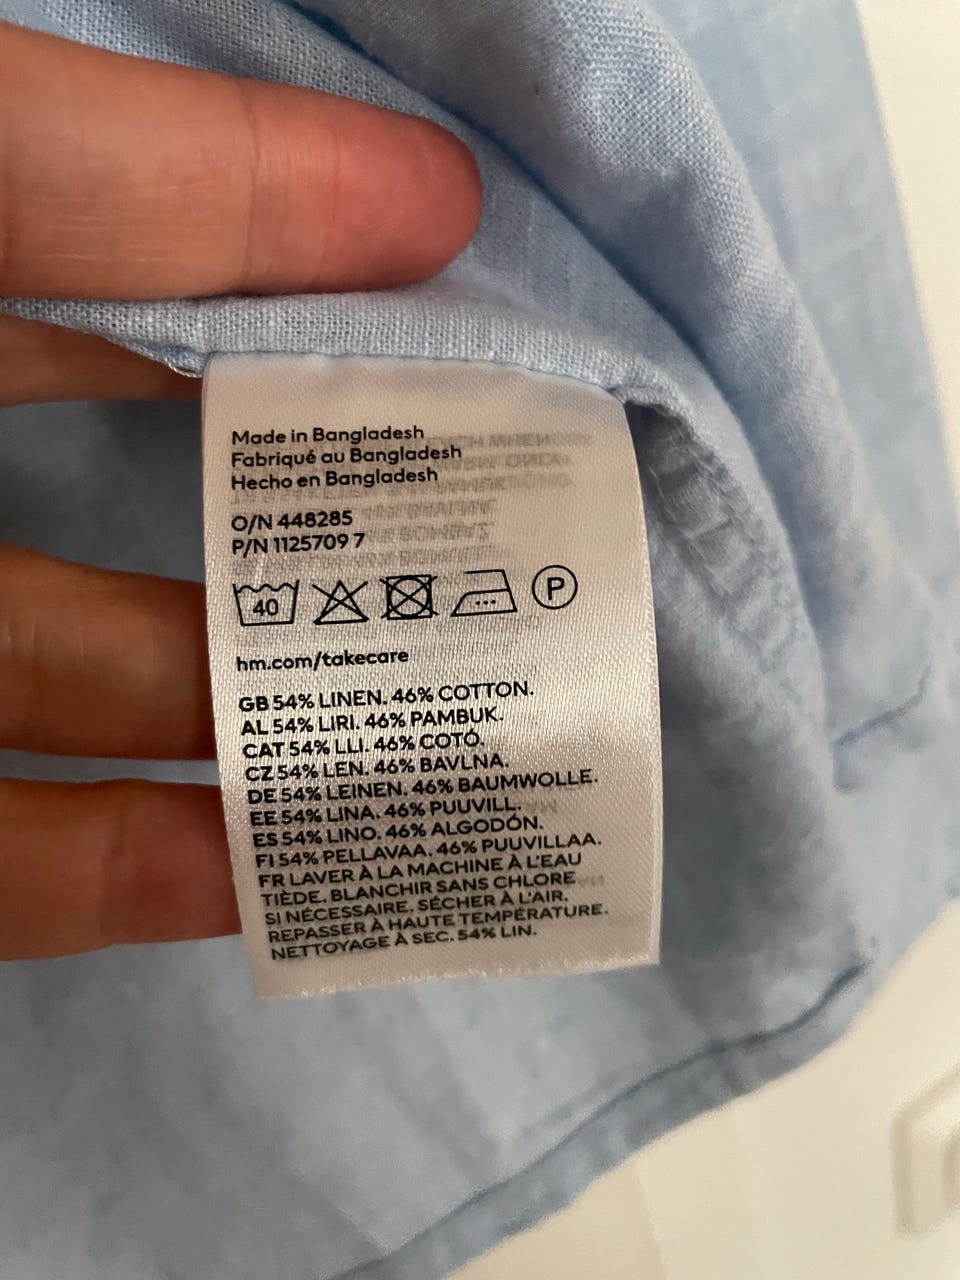 Made in Bangladesh
Fabriqué au Bangladesh
Hecho en Bangladesh
O/N 448285
P/N 1125709 7
40 P
hm.com/takecare
GB 54% LINEN. 46% COTTON.
AL 54% LIRI. 46% PAMBUK.
CAT 54% LLI. 46% COTÓ.
CZ 54% LEN. 46% BAVLNA.
DE 54% LEINEN. 46% BAUMWOLLE.
EE 54% LINA. 46% PUUVILL.
ES 54% LINO. 46% ALGODÓN.
FI 54% PELLAVAA. 46% PUUVILLAA.
FR LAVER À LA MACHINE À L'EAU
TIÈDE. BLANCHIR SANS CHLORE
SI NÉCESSAIRE. SÉCHER À L'AIR.
REPASSER À HAUTE TEMPÉRATURE.
NETTOYAGE À SEC. 54% LIN.